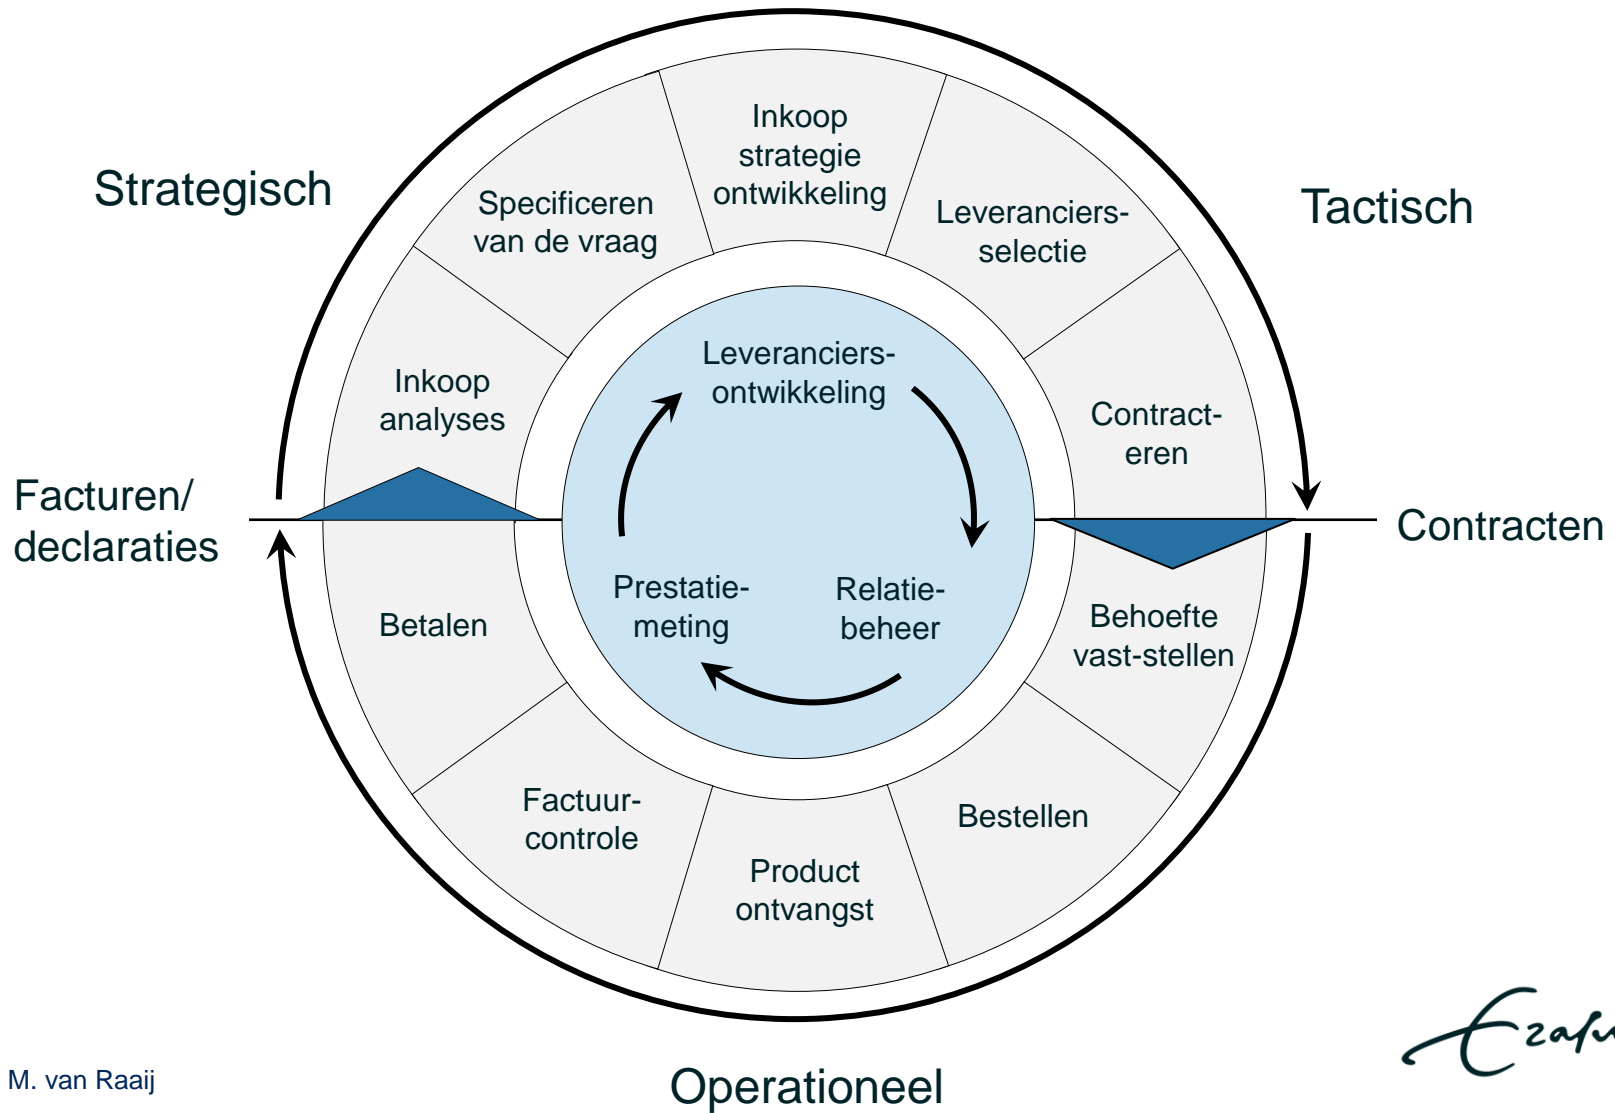 Strategisch
Tactisch
Inkoop
strategie
ontwikkeling
Specificeren
van de vraag
Leveranciers-
selectie
Inkoop
analyses
Contract-
eren
Leveranciers-
ontwikkeling
Facturen/
declaraties
Contracten
Prestatie-
meting
Relatie-
beheer
Betalen
Behoefte
vast-stellen
Factuur-
controle
Bestellen
Product
ontvangst
M. van Raaij
Operationeel